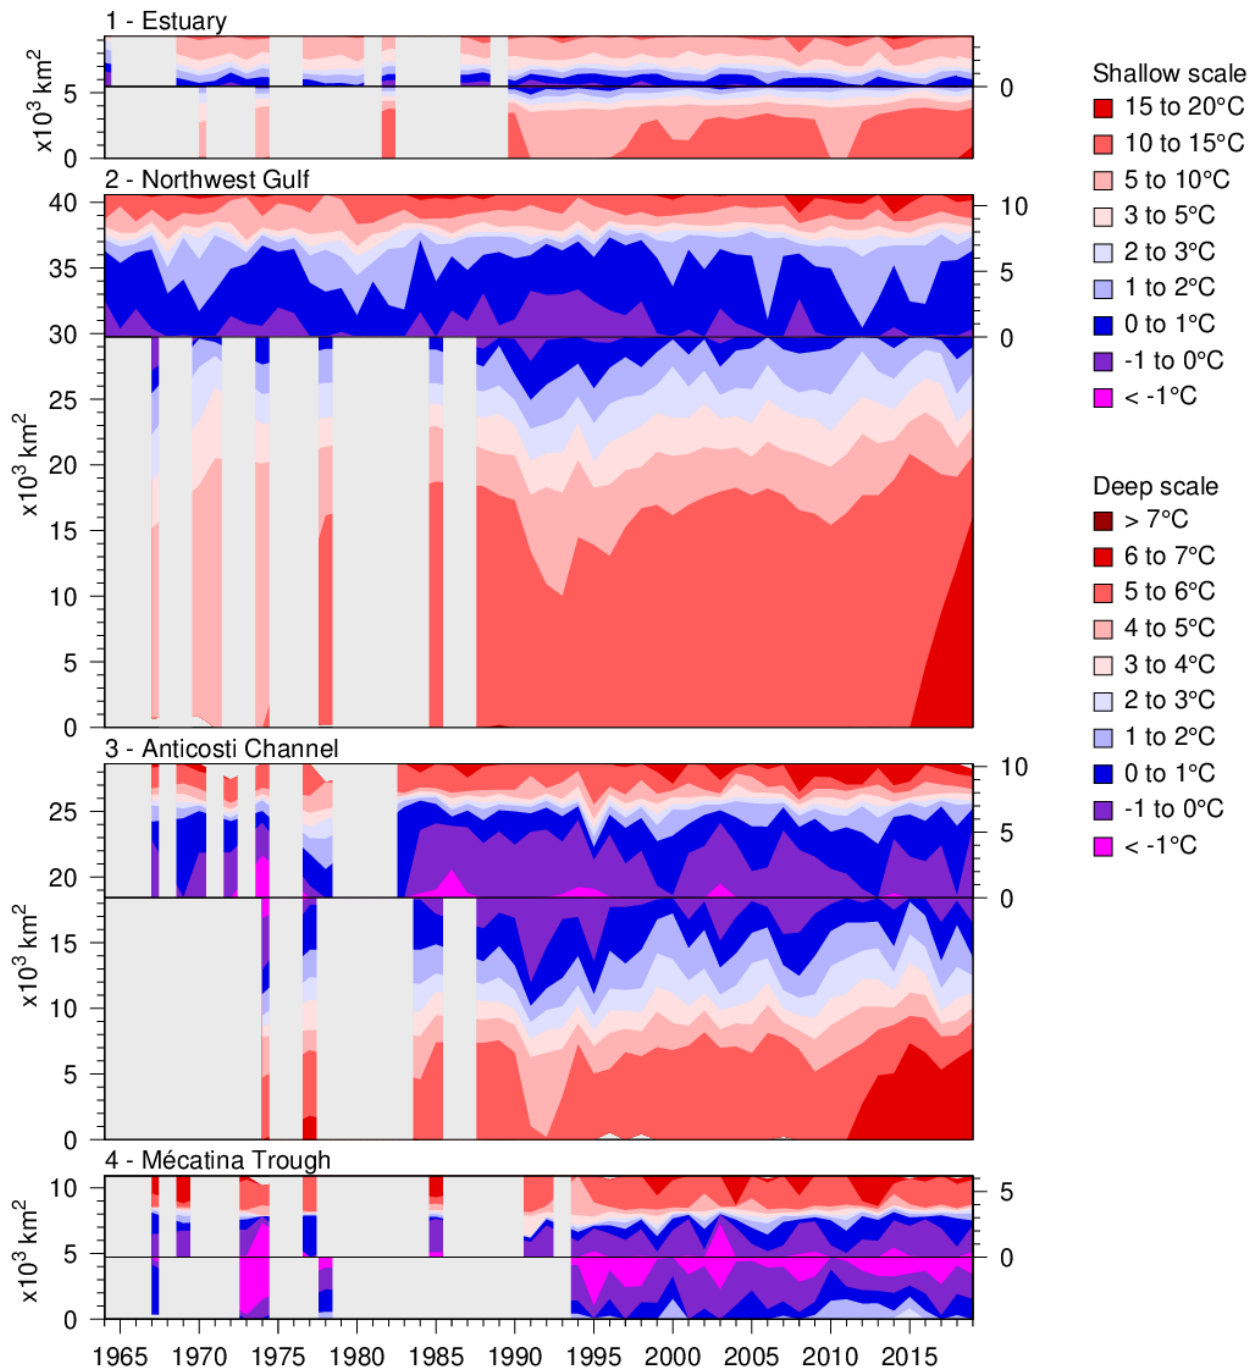 1 - Estuary
x10³ km²
5
0
0
2 - Northwest Gulf
x10³ km²
40
35
30
25
20
15
10
5
0
10
5
0
3 - Anticosti Channel
x10³ km²
25
20
15
10
5
0
10
5
0
4 - Mécatina Trough
x10³ km²
10
5
0
5
0
1965 1970 1975 1980 1985 1990 1995 2000 2005 2010 2015
Shallow scale
15 to 20°C
10 to 15°C
5 to 10°C
3 to 5°C
2 to 3°C
1 to 2°C
0 to 1°C
-1 to 0°C
< -1°C
Deep scale
> 7°C
6 to 7°C
5 to 6°C
4 to 5°C
3 to 4°C
2 to 3°C
1 to 2°C
0 to 1°C
-1 to 0°C
< -1°C